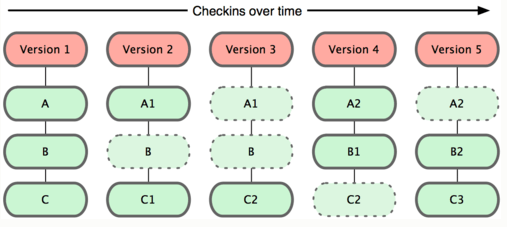 Checkins over time
Version 1 Version 2 Version 3 Version 4 Version 5
A A1 A1 A2 A2
B B B B1 B2
C C1 C2 C2 C3